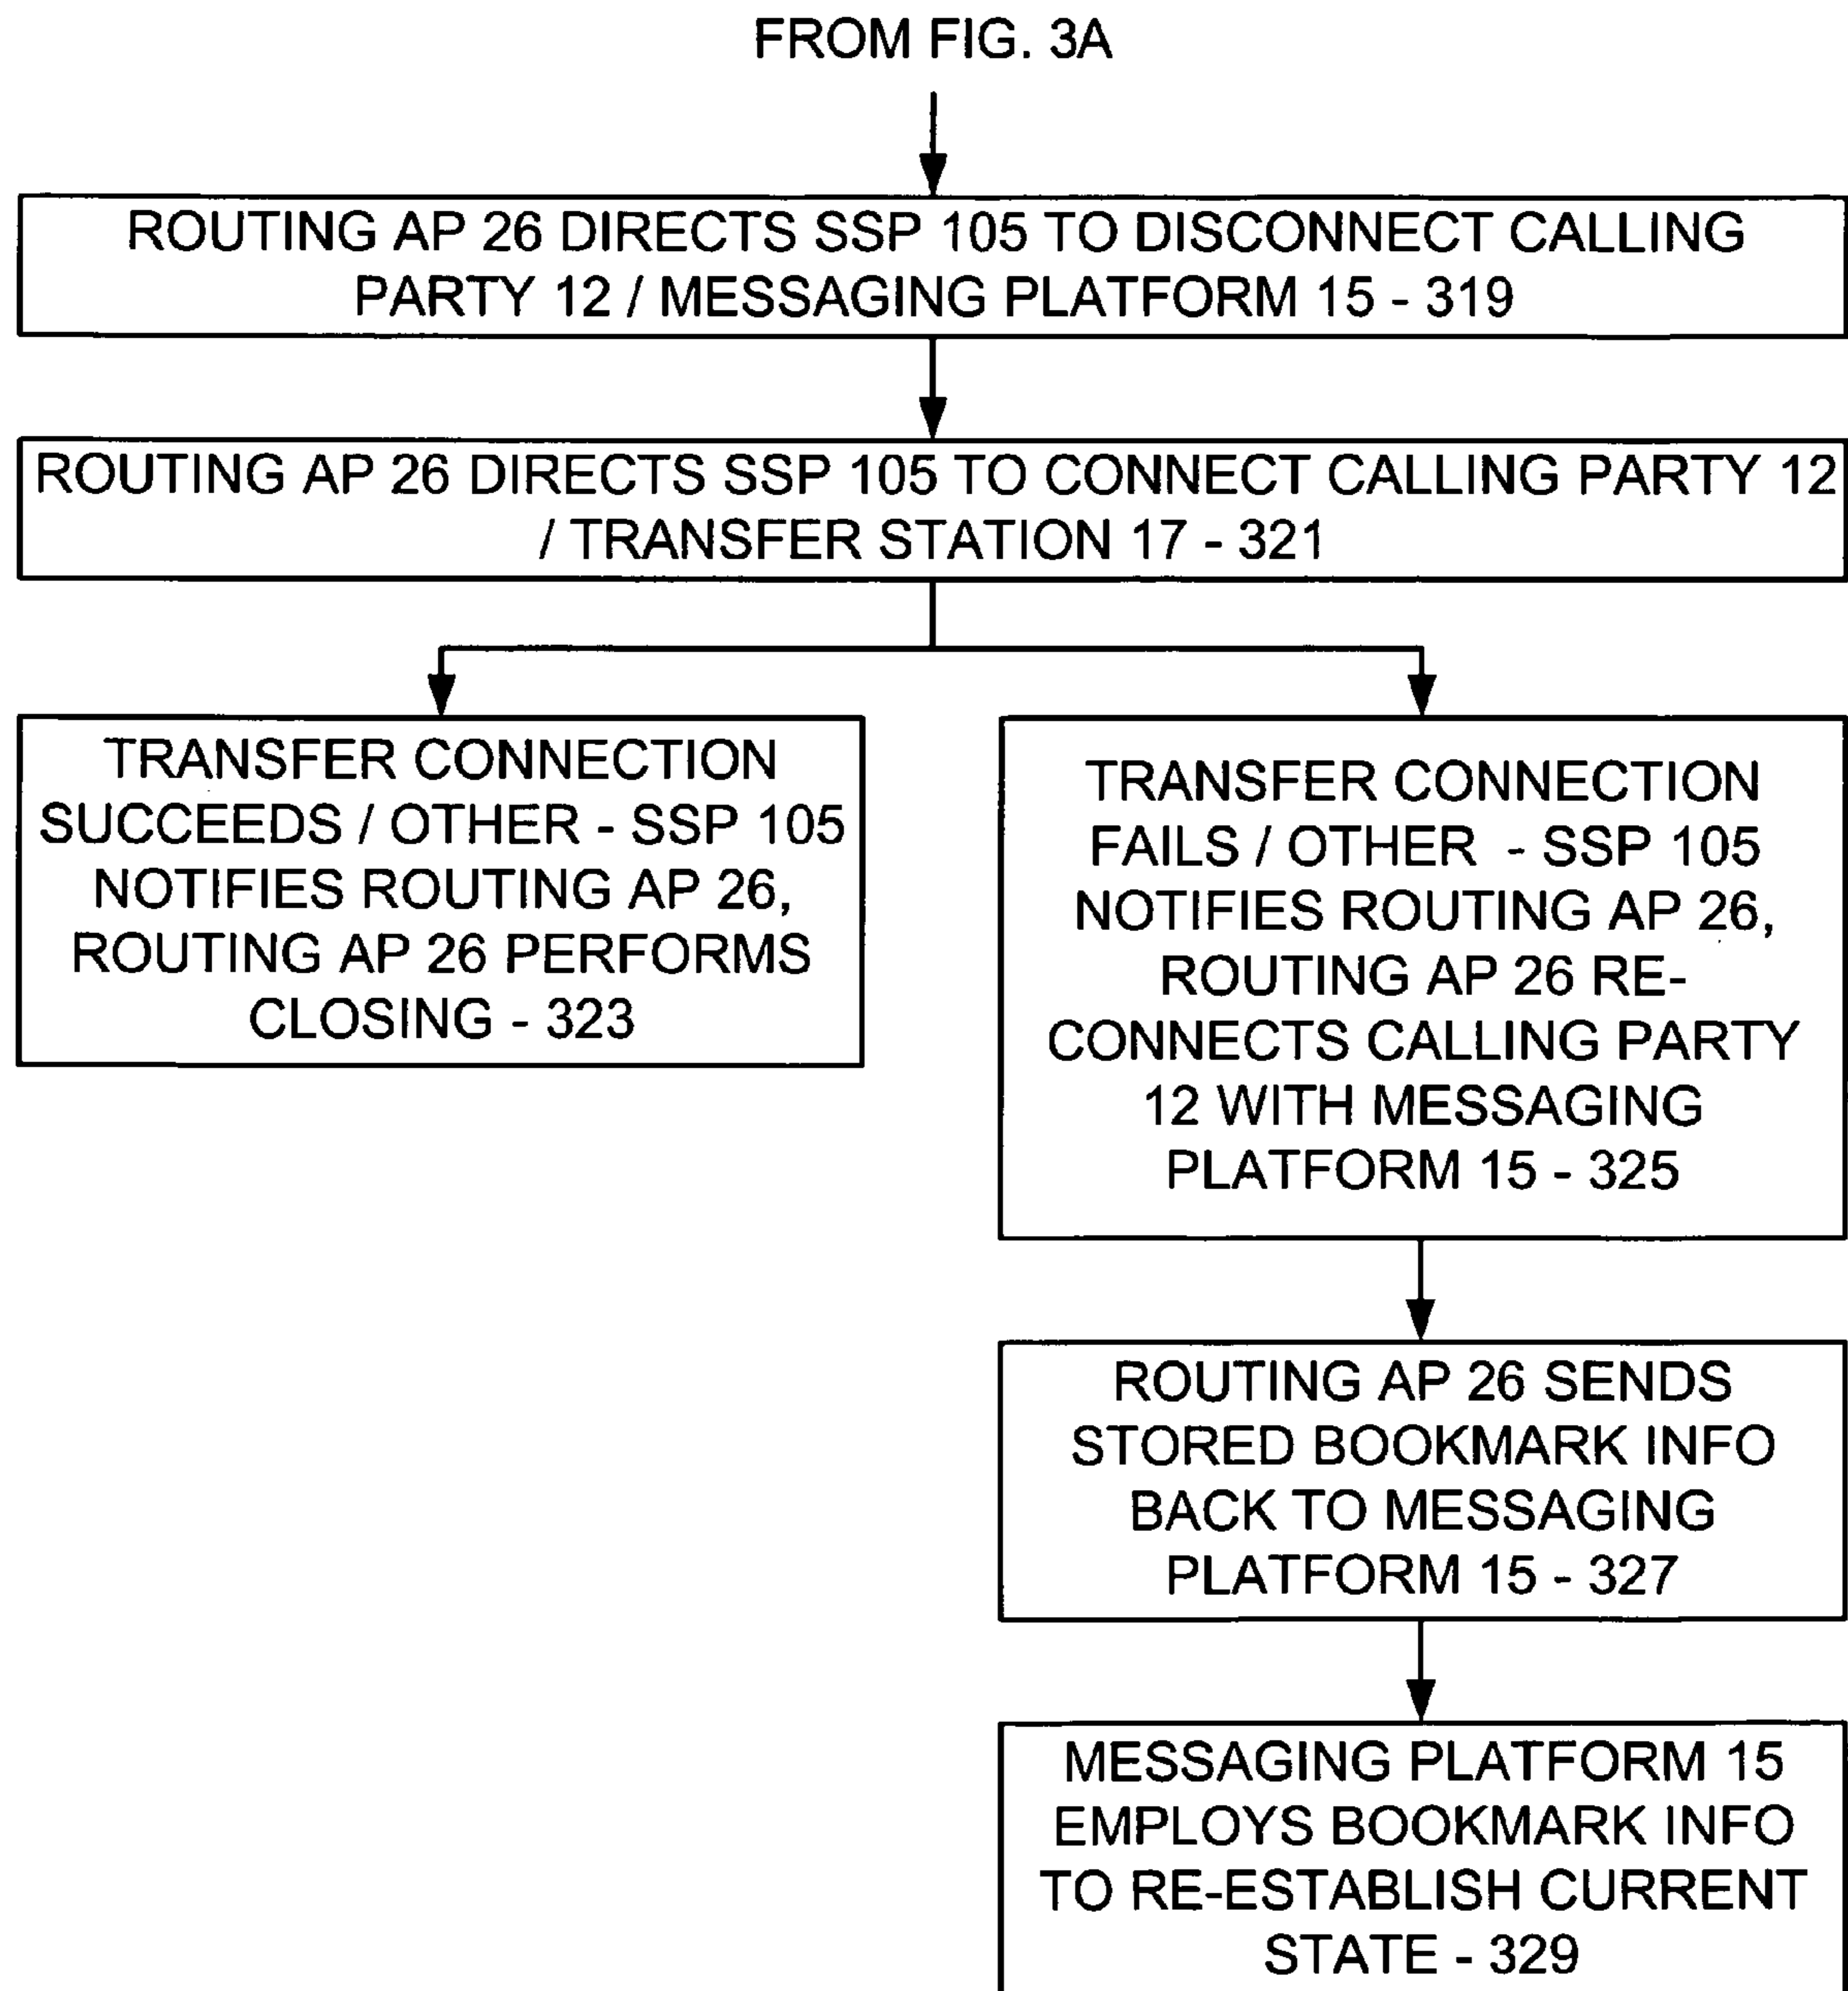 FROM FIG. 3A
ROUTING AP 26 DIRECTS SSP 105 TO DISCONNECT CALLING
PARTY 12 / MESSAGING PLATFORM 15 - 319
ROUTING AP 26 DIRECTS SSP 105 TO CONNECT CALLING PARTY 12
/ TRANSFER STATION 17 - 321
TRANSFER CONNECTION
SUCCEEDS / OTHER - SSP 105
NOTIFIES ROUTING AP 26,
ROUTING AP 26 PERFORMS
CLOSING - 323
TRANSFER CONNECTION
FAILS / OTHER - SSP 105
NOTIFIES ROUTING AP 26,
ROUTING AP 26 RE-
CONNECTS CALLING PARTY
12 WITH MESSAGING
PLATFORM 15 - 325
ROUTING AP 26 SENDS
STORED BOOKMARK INFO
BACK TO MESSAGING
PLATFORM 15 - 327
MESSAGING PLATFORM 15
EMPLOYS BOOKMARK INFO
TO RE-ESTABLISH CURRENT
STATE - 329